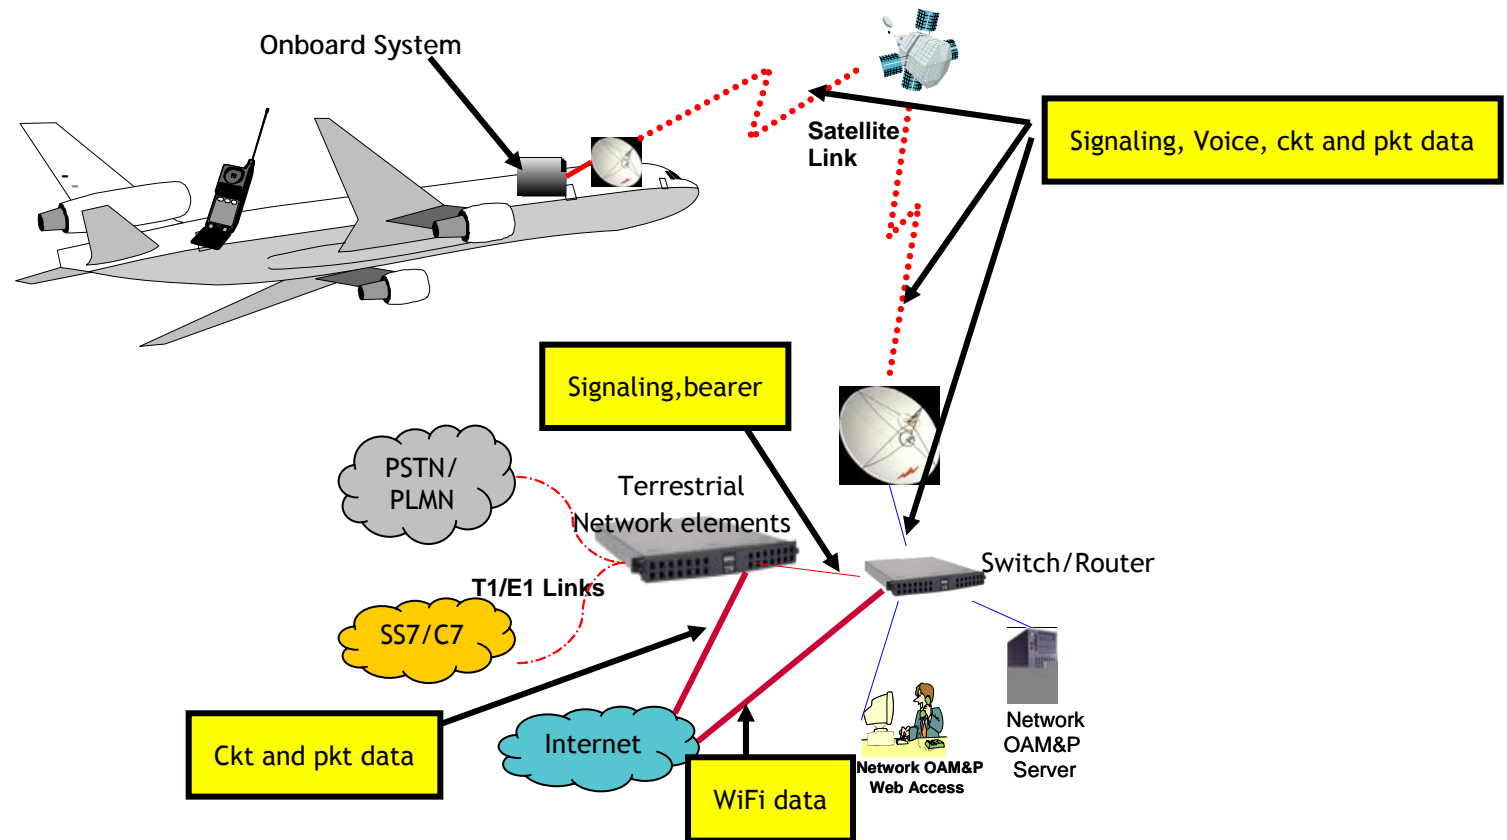 Onboard System
Satellite
Link
Signaling, Voice, ckt and pkt data
Signaling,bearer
PSTN/
PLMN
Terrestrial
Network elements
Switch/Router
T1/E1 Links
SS7/C7
Ckt and pkt data
Internet
WiFi data
Network OAM&P
Web Access
Network
OAM&P
Server